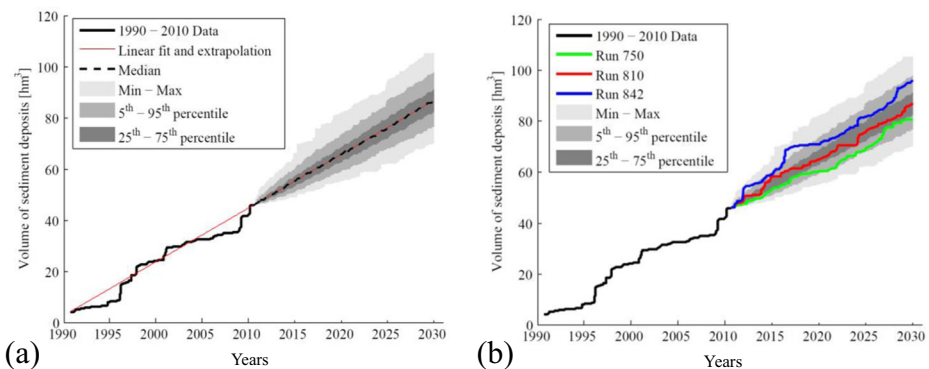 1990 − 2010 Data
Linear fit and extrapolation
Median
Min − Max
5th − 95th percentile
25th − 75th percentile
Volume of sediment deposits [hm3]
120
100
80
60
40
20
0
1990 1995 2000 2005 2010 2015 2020 2025 2030
Years
(a)
1990 − 2010 Data
Run 750
Run 810
Run 842
Min − Max
5th − 95th percentile
25th − 75th percentile
Volume of sediment deposits [hm3]
120
100
80
60
40
20
0
1990 1995 2000 2005 2010 2015 2020 2025 2030
Years
(b)